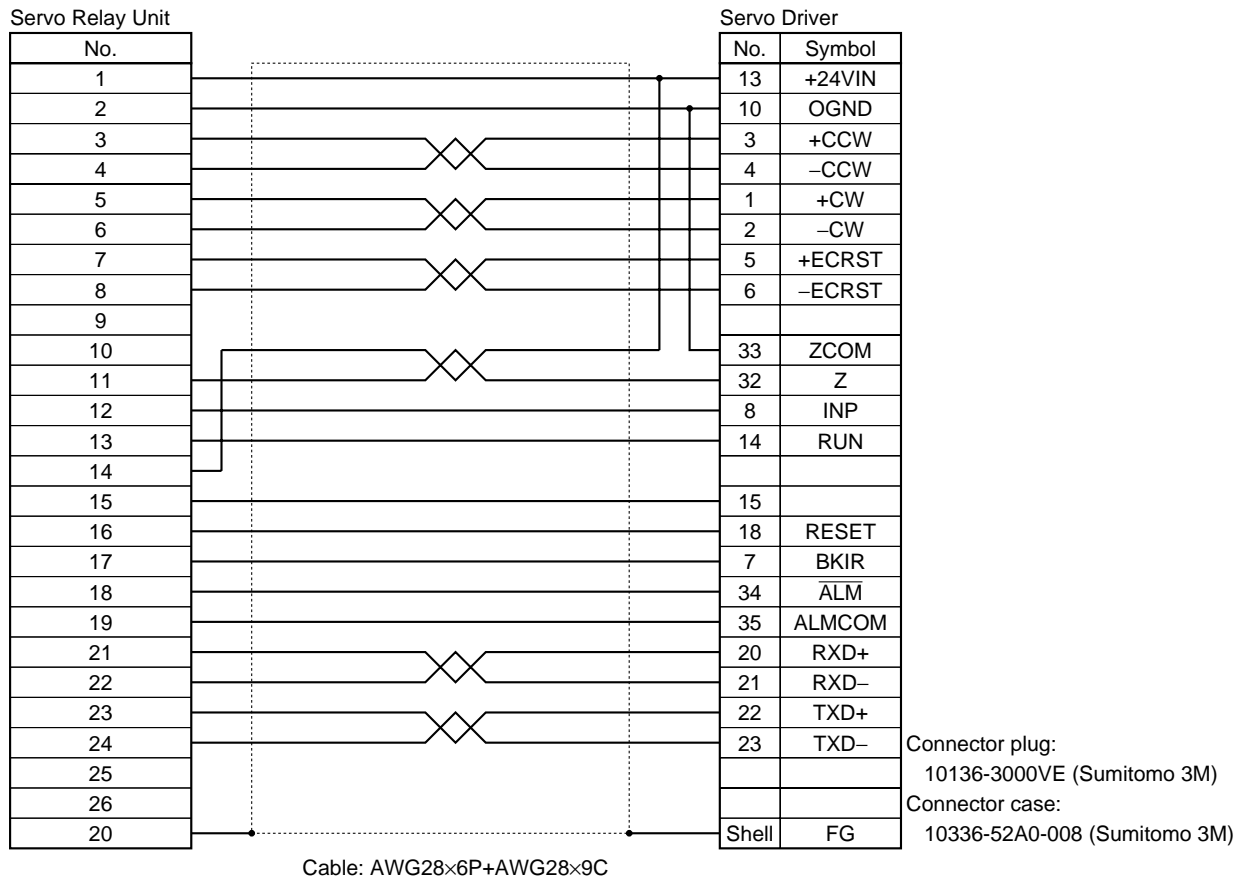 Servo Relay Unit Servo Driver
No. No. Symbol
1 13 +24VIN
2 10 OGND
3 3 +CCW
4 4 −CCW
5 1 +CW
6 2 −CW
7 5 +ECRST
8 6 −ECRST
9
10 33 ZCOM
11 32 Z
12 8 INP
13 14 RUN
14
15 15
16 18 RESET
17 7 BKIR
18 34 A̅L̅M̅
19 35 ALMCOM
21 20 RXD+
22 21 RXD−
23 22 TXD+
24 23 TXD−
25
26
20 Shell FG
Connector plug:
10136-3000VE (Sumitomo 3M)
Connector case:
10336-52A0-008 (Sumitomo 3M)
Cable: AWG28×6P+AWG28×9C